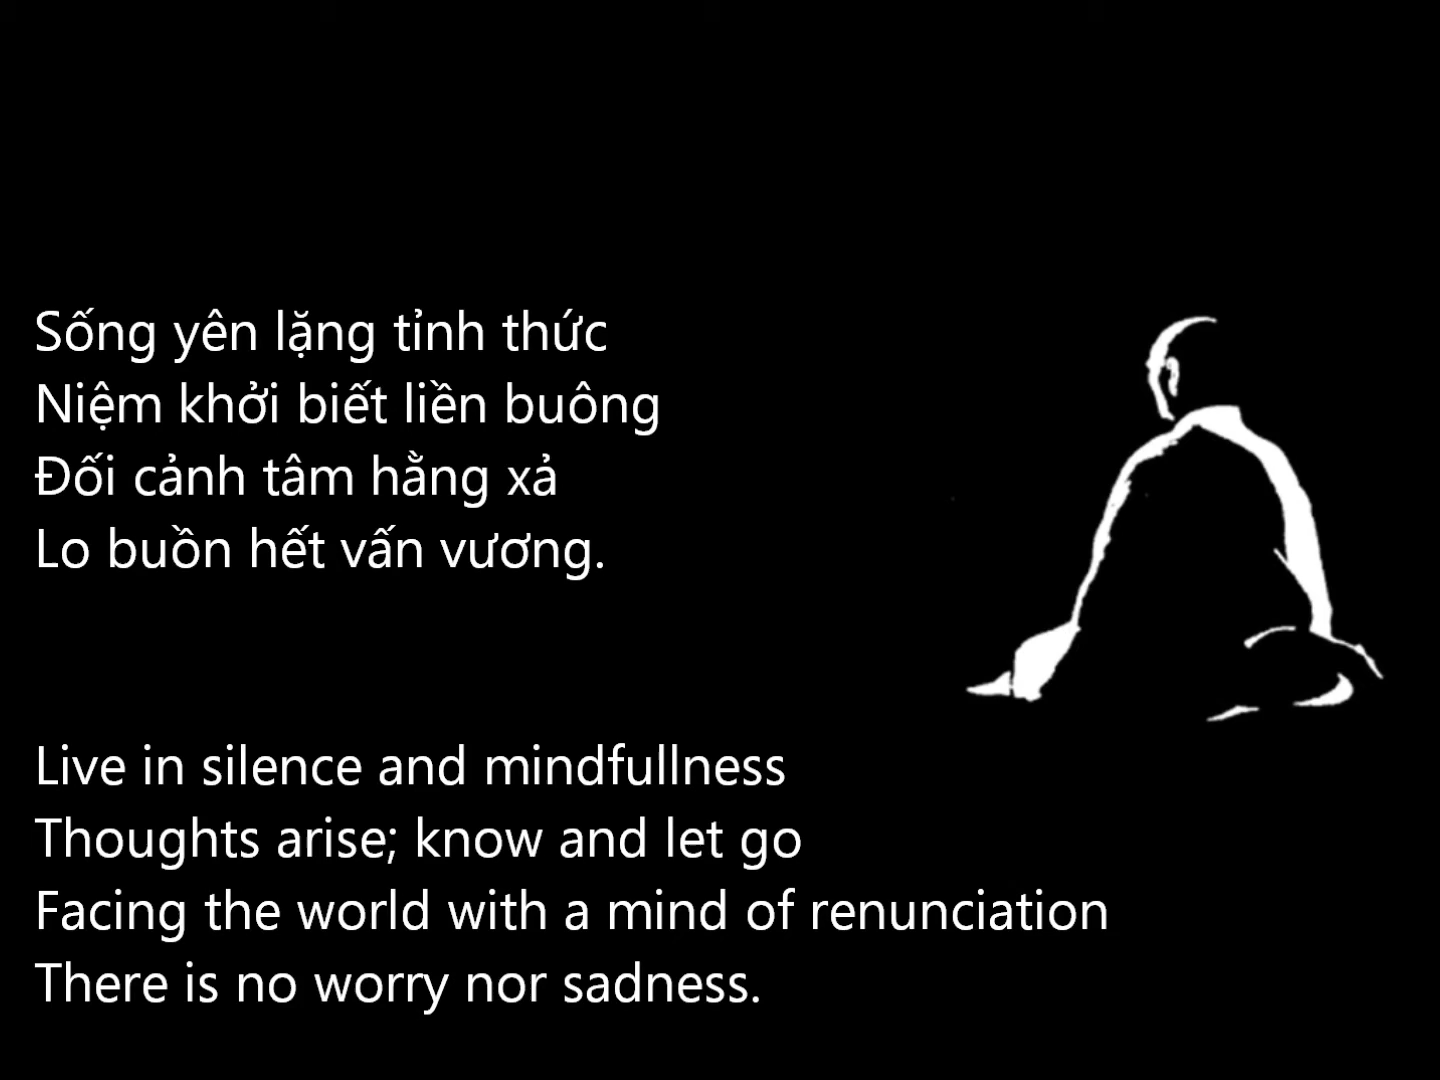 Sống yên lặng tỉnh thức
Niệm khởi biết liền buông
Đối cảnh tâm hằng xả
Lo buồn hết vấn vương.
Live in silence and mindfullness
Thoughts arise; know and let go
Facing the world with a mind of renunciation
There is no worry nor sadness.